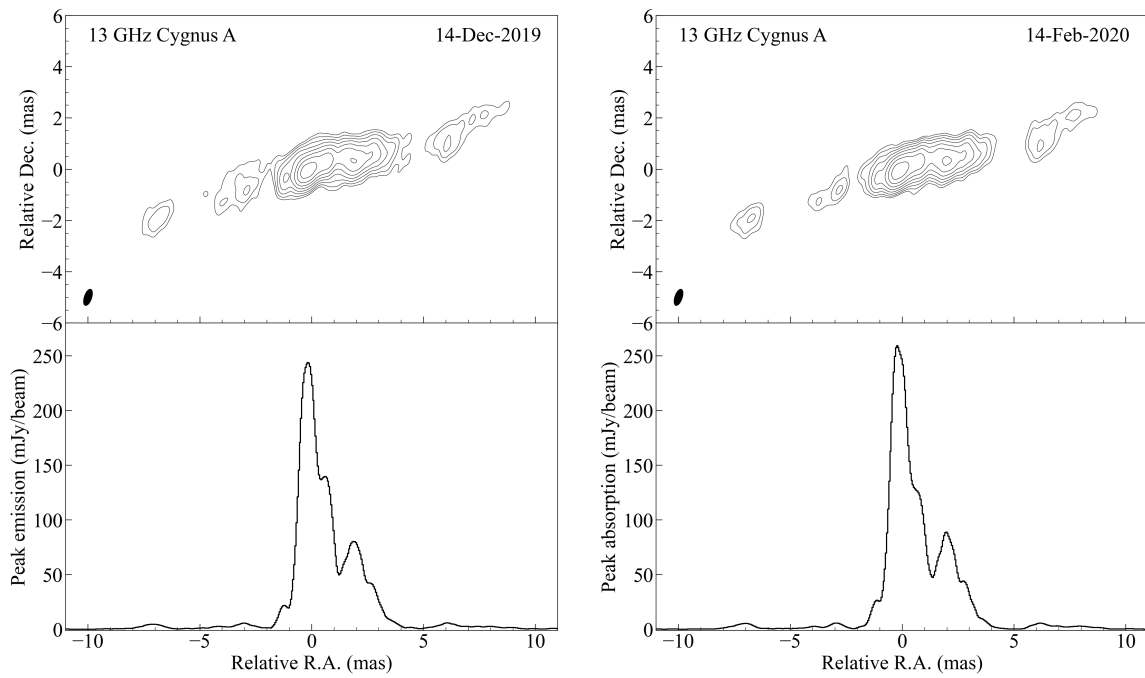 13 GHz Cygnus A 14-Dec-2019
6
4
2
0
−2
−4
−6
Relative Dec. (mas)
250
200
150
100
50
0
Peak emission (mJy/beam)
−10 −5 0 5 10
Relative R.A. (mas)
13 GHz Cygnus A 14-Feb-2020
6
4
2
0
−2
−4
−6
Relative Dec. (mas)
250
200
150
100
50
0
Peak absorption (mJy/beam)
−10 −5 0 5 10
Relative R.A. (mas)